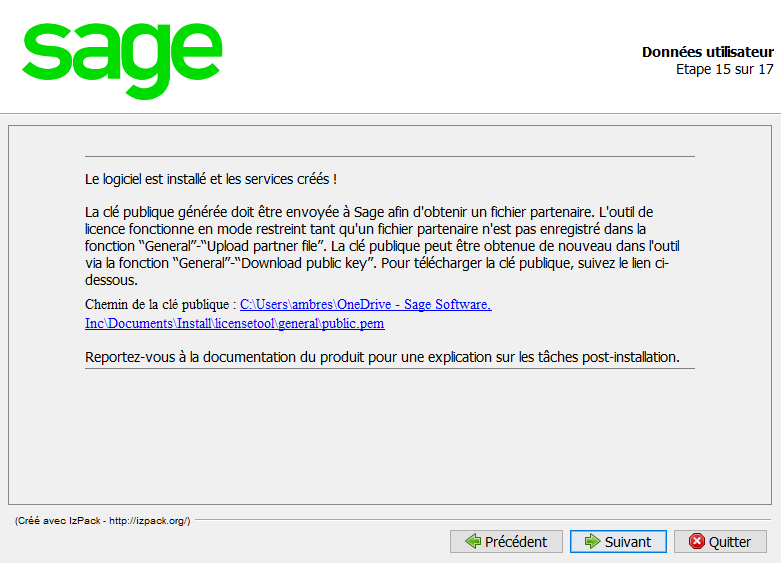 sage
Données utilisateur
Etape 15 sur 17
Le logiciel est installé et les services créés !
La clé publique générée doit être envoyée à Sage afin d'obtenir un fichier partenaire. L'outil de
licence fonctionne en mode restreint tant qu'un fichier partenaire n'est pas enregistré dans la
fonction “General”-“Upload partner file”. La clé publique peut être obtenue de nouveau dans l'outil
via la fonction “General”-“Download public key”. Pour télécharger la clé publique, suivez le lien ci-
dessous.
Chemin de la clé publique : C:\Users\ambres\OneDrive - Sage Software,
Inc\Documents\Install\licensetool\general\public.pem
Reportez-vous à la documentation du produit pour une explication sur les tâches post-installation.
(Créé avec IzPack - http://izpack.org/)
Précédent Suivant Quitter